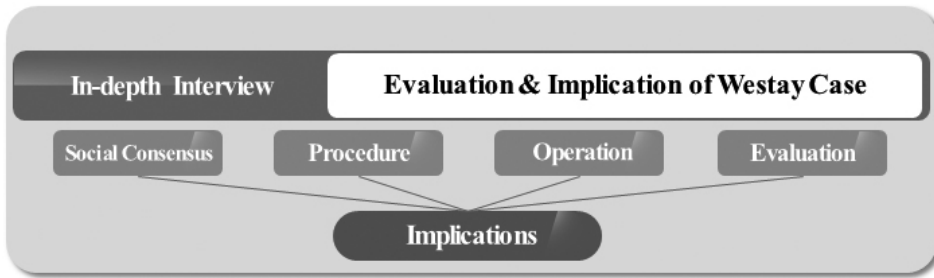 In-depth Interview
Evaluation & Implication of Westay Case
Social Consensus
Procedure
Operation
Evaluation
Implications